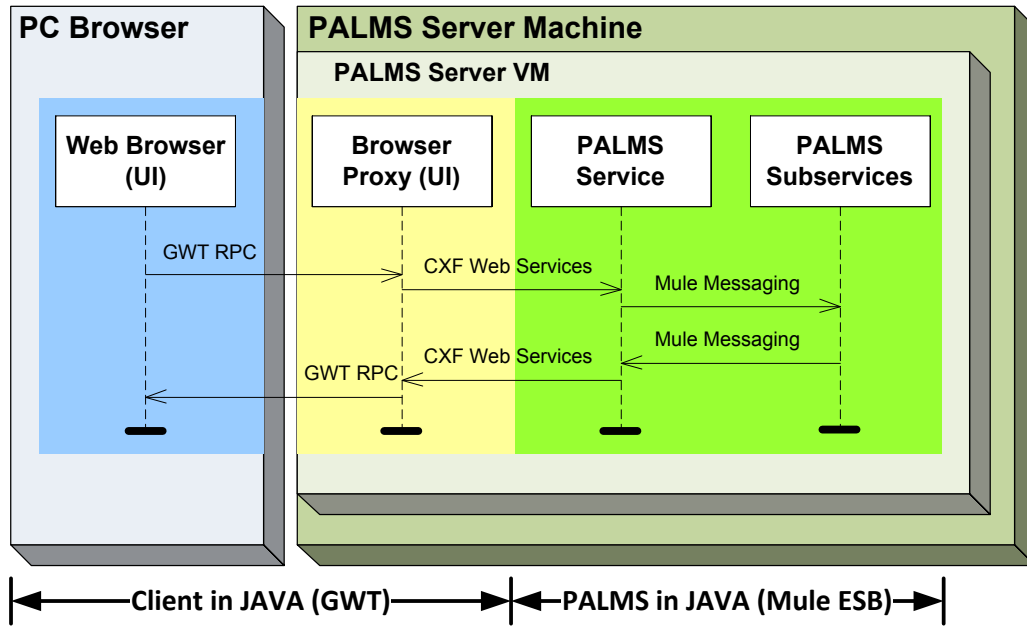 PC Browser
PALMS Server Machine
PALMS Server VM
Web Browser
(UI)
Browser
Proxy (UI)
PALMS
Service
PALMS
Subservices
GWT RPC
CXF Web Services
Mule Messaging
Mule Messaging
CXF Web Services
GWT RPC
Client in JAVA (GWT)
PALMS in JAVA (Mule ESB)